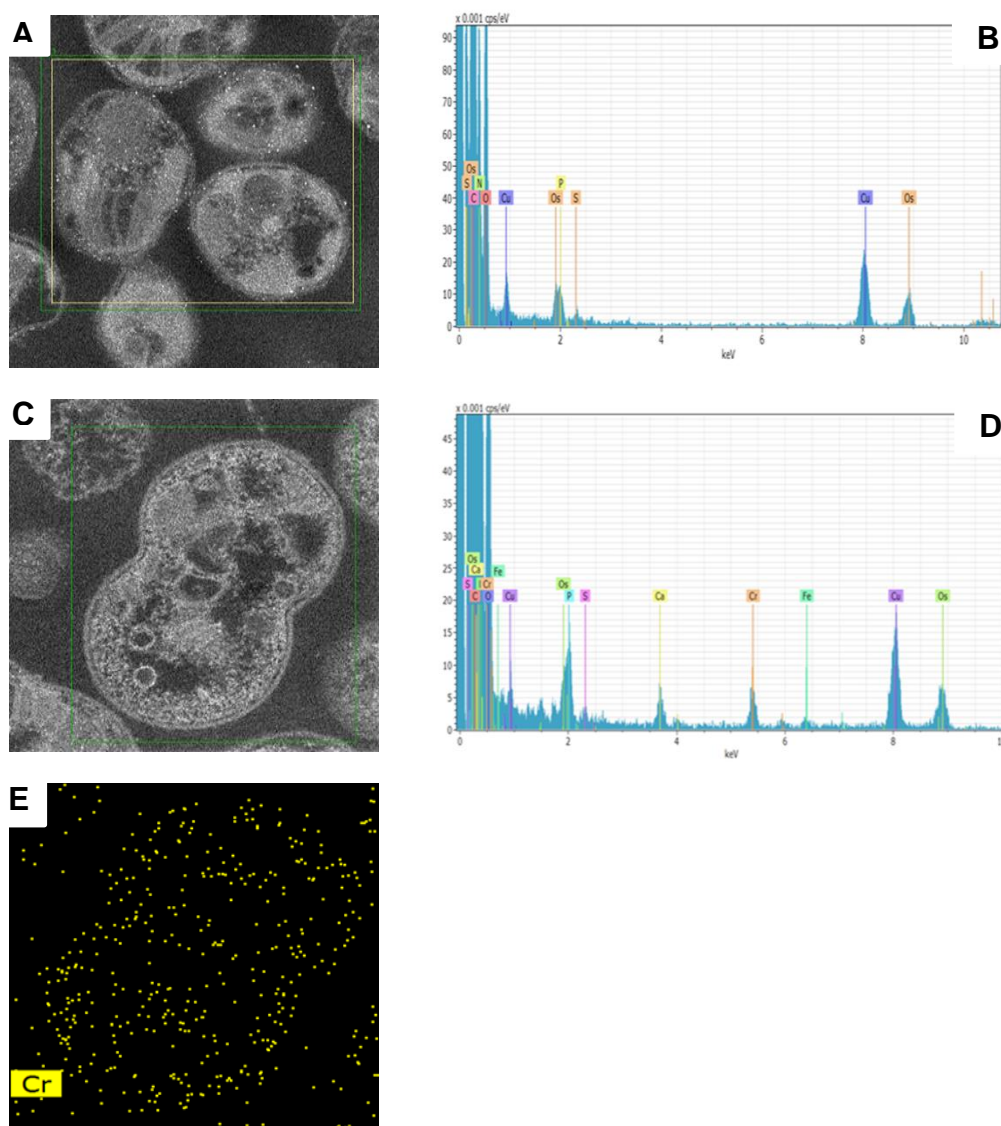 A
x 0.001 cps/eV
B
90
80
70
60
50
40
30
20
10
0
Os
S N
C O Cu Os P S Cu Os
0 2 4 6 8 10
keV
C
x 0.001 cps/eV
D
45
40
35
30
25
20
15
10
5
0
Os
Ca Fe
S Cr Os
C O Cu P S Ca Cr Fe Cu Os
0 2 4 6 8
keV
E
Cr